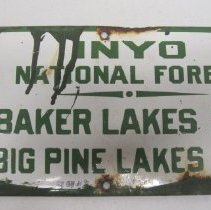 INYO
NATIONAL FORE
BAKER LAKES
BIG PINE LAKES